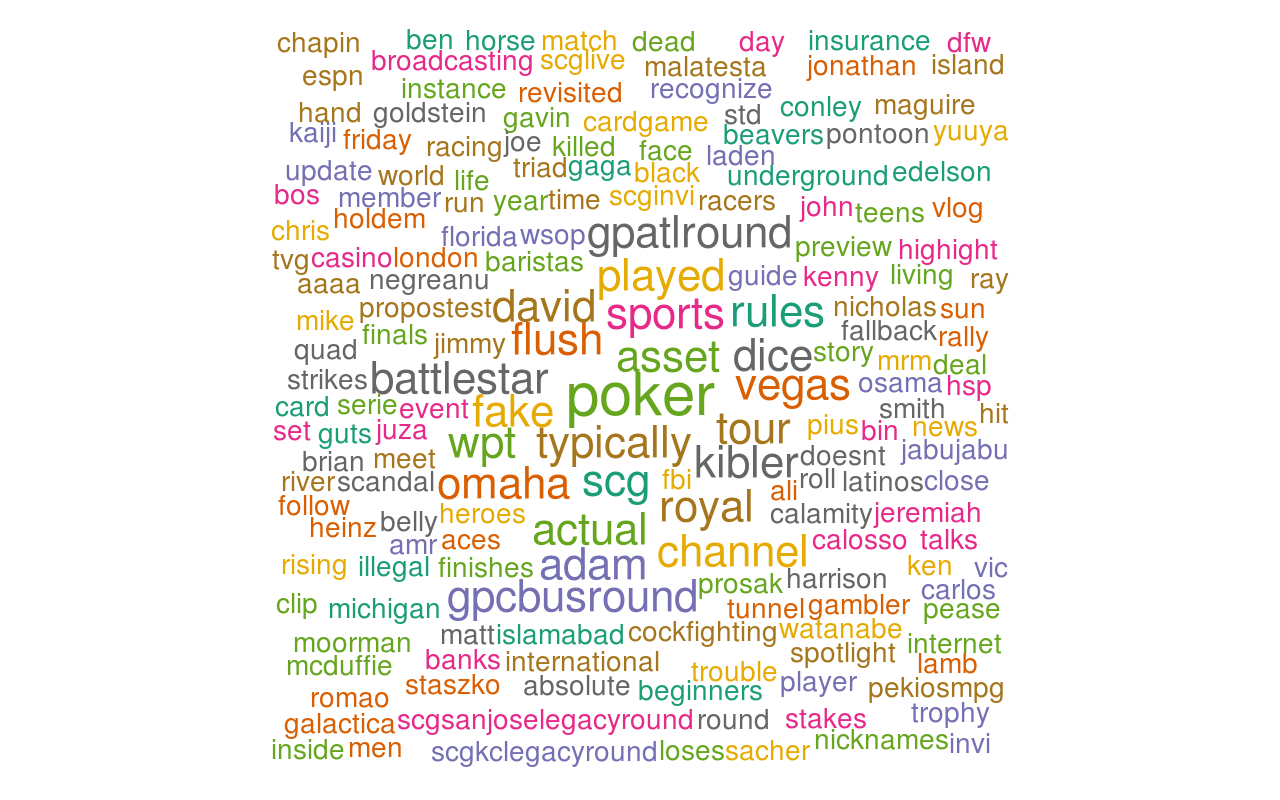 chapin ben horse match dead day insurance dfw
espn broadcasting scglive malatesta jonathan island
instance revisited recognize
hand goldstein gavin cardgame std conley maguire
kaiji friday racing joe killed face laden beavers pontoon yuuya
update world life triad gaga black underground edelson
bos member run year time scginvi racers john teens vlog
chris holdem florida wsop gpatlround preview highight
tvg casino london baristas played guide kenny living ray
aaaa negreanu
propostest david sports rules nicholas sun
mike finals jimmy flush fallback rally
quad asset dice story mrm deal
strikes battlestar poker vegas osama hsp
card serie event fake smith hit
set guts juza wpt typically tour pius bin news
brian meet kibler doesnt jabujabu
river scandal omaha scg fbi ali roll latinos close
follow heinz belly heroes royal calamity jeremiah
amr aces actual channel calosso talks
rising illegal finishes adam prosak harrison ken vic
clip michigan gpcbusround tunnel gambler carlos pease
moorman matt islamabad cockfighting watanabe internet
mcduffie banks international trouble spotlight lamb
romao staszko absolute beginners player pekiosmpg
galactica scgsanjoselegacyround round stakes trophy
inside men scgkclegacyround loses sacher nicknames invi